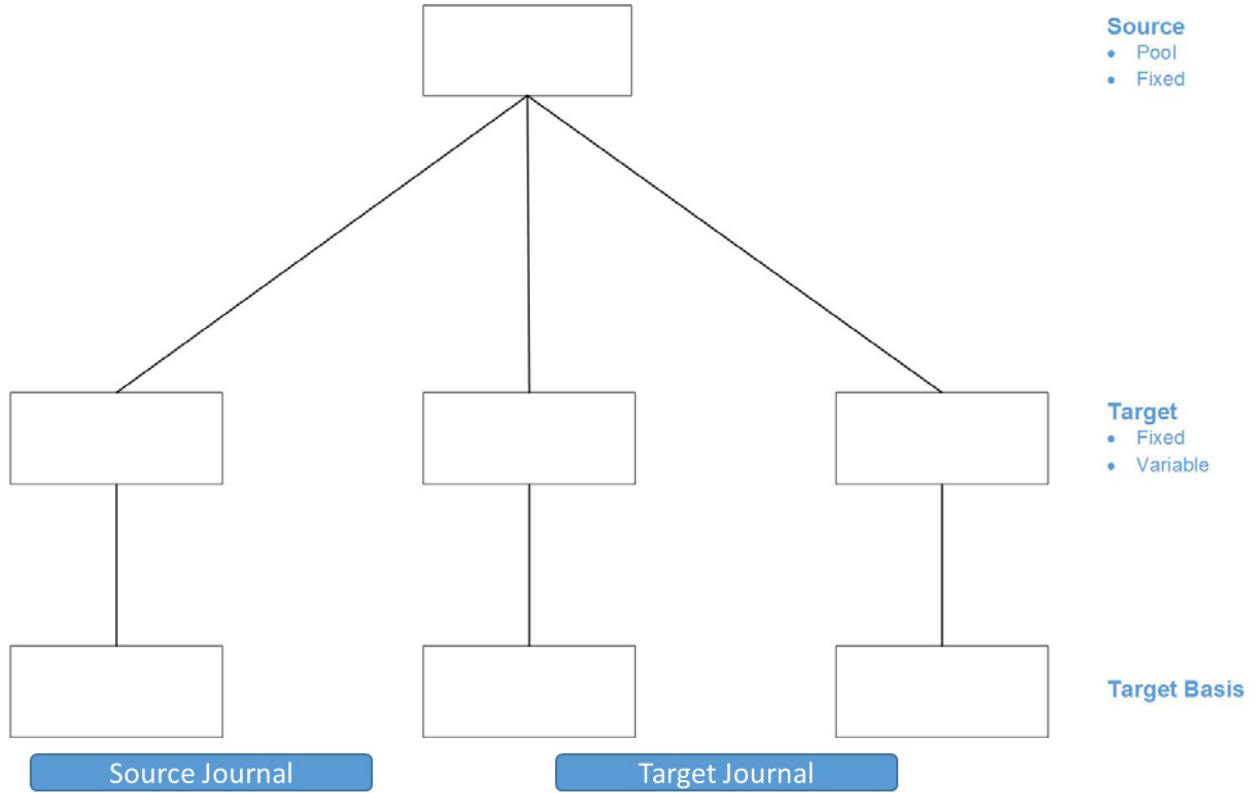 Source
• Pool
• Fixed
Target
• Fixed
• Variable
Target Basis
Source Journal
Target Journal